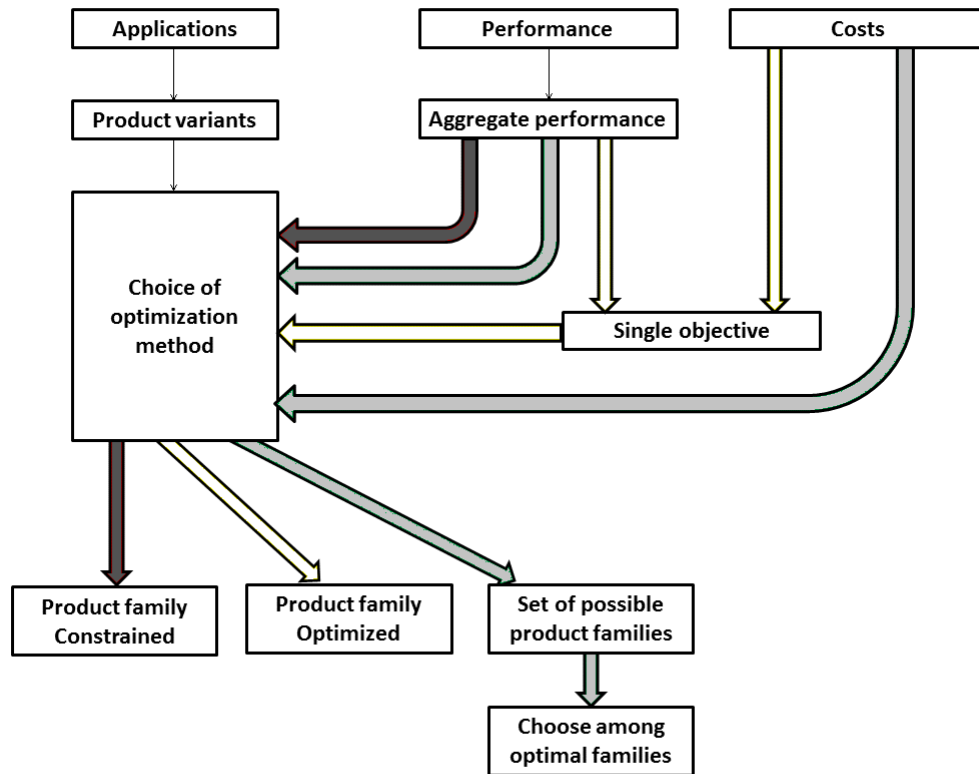 Applications
Performance
Costs
Product variants
Aggregate performance
Choice of
optimization
method
Single objective
Product family
Constrained
Product family
Optimized
Set of possible
product families
Choose among
optimal families